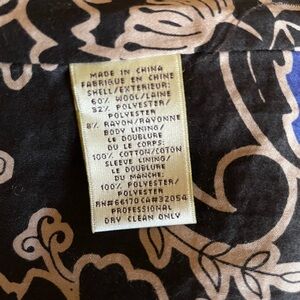 MADE IN CHINA
FABRIQUE EN CHINE
SHELL/EXTERIEUR:
60% WOOL/LAINE
32% POLYESTER/
POLYESTER
8% RAYON/RAYONNE
BODY LINING/
LE DOUBLURE
DU LE CORPS:
100% COTTON/COTON
SLEEVE LINING/
LE DOUBLURE
DU MANCHE:
100% POLYESTER/
POLYESTER
RN#66170 CA#32054
PROFESSIONAL
DRY CLEAN ONLY